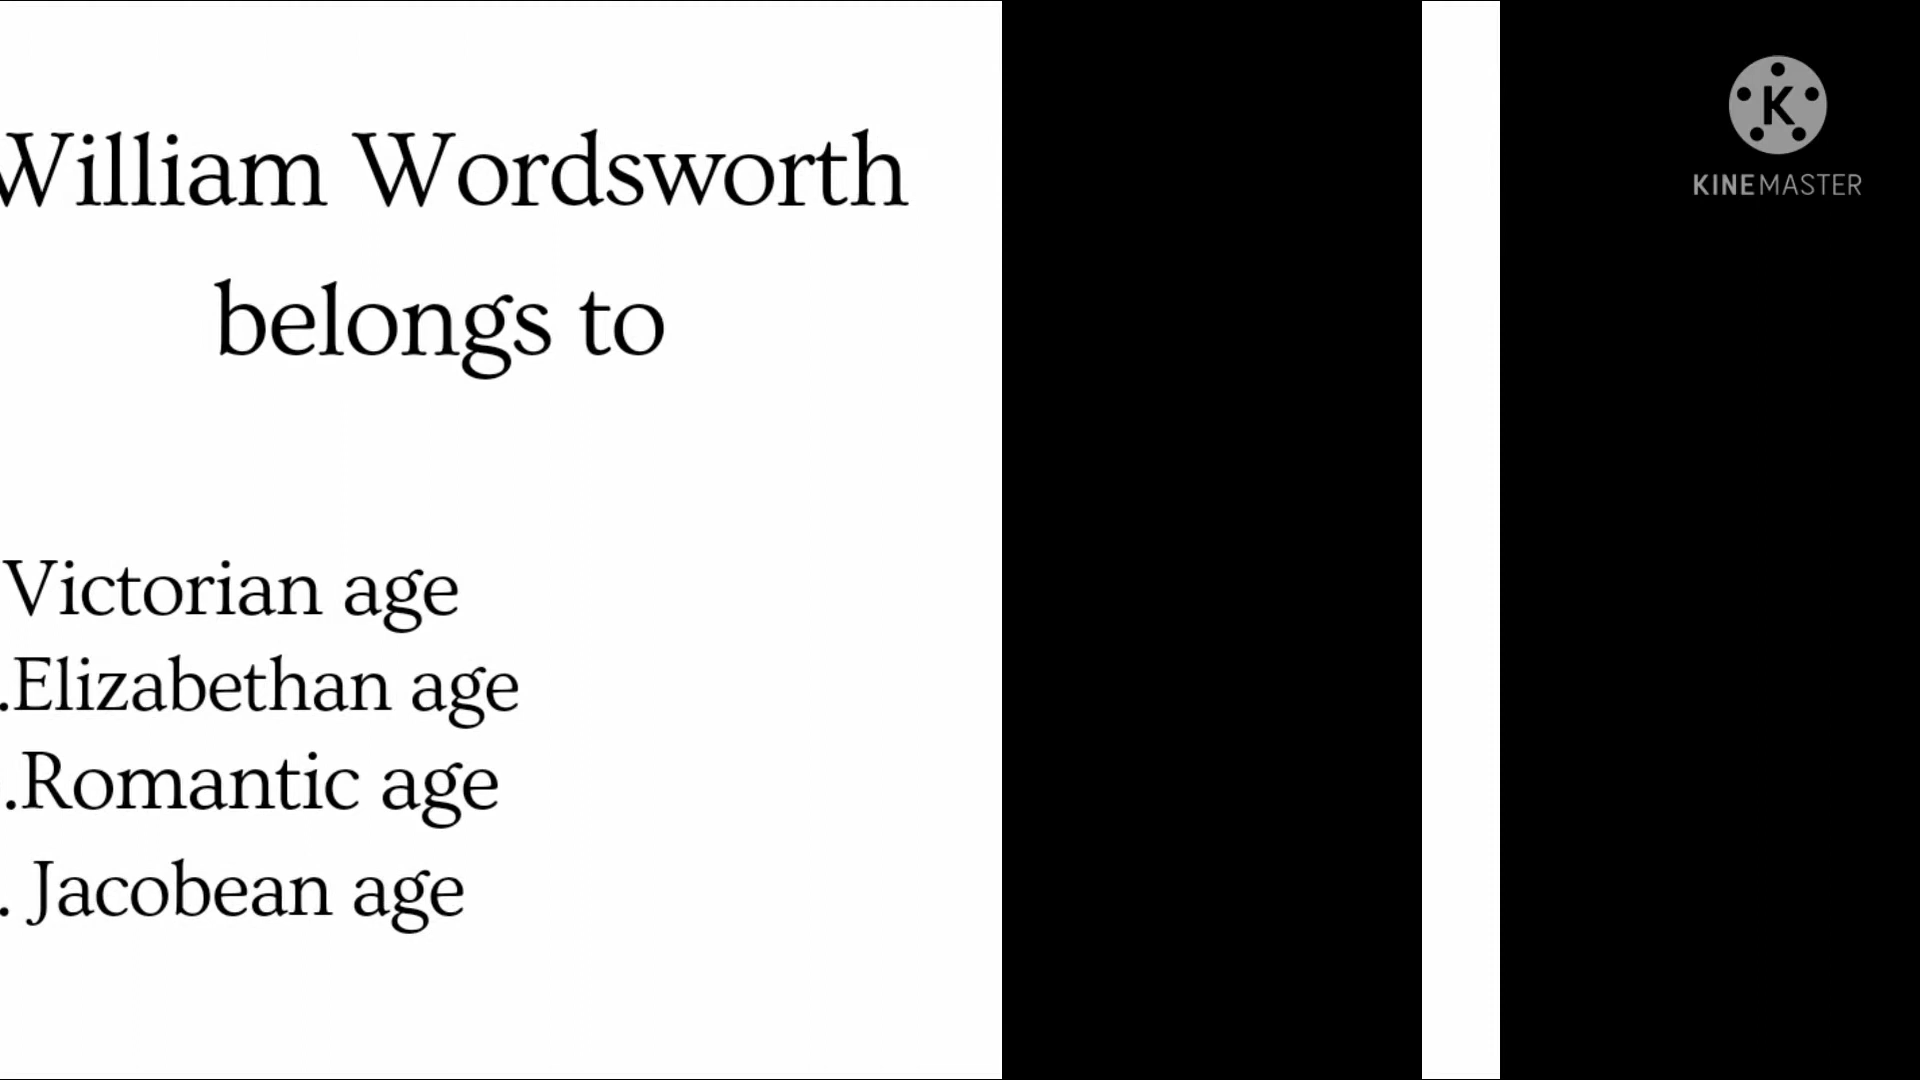 William Wordsworth
belongs to
Victorian age
.Elizabethan age
.Romantic age
. Jacobean age
K
KINEMASTER